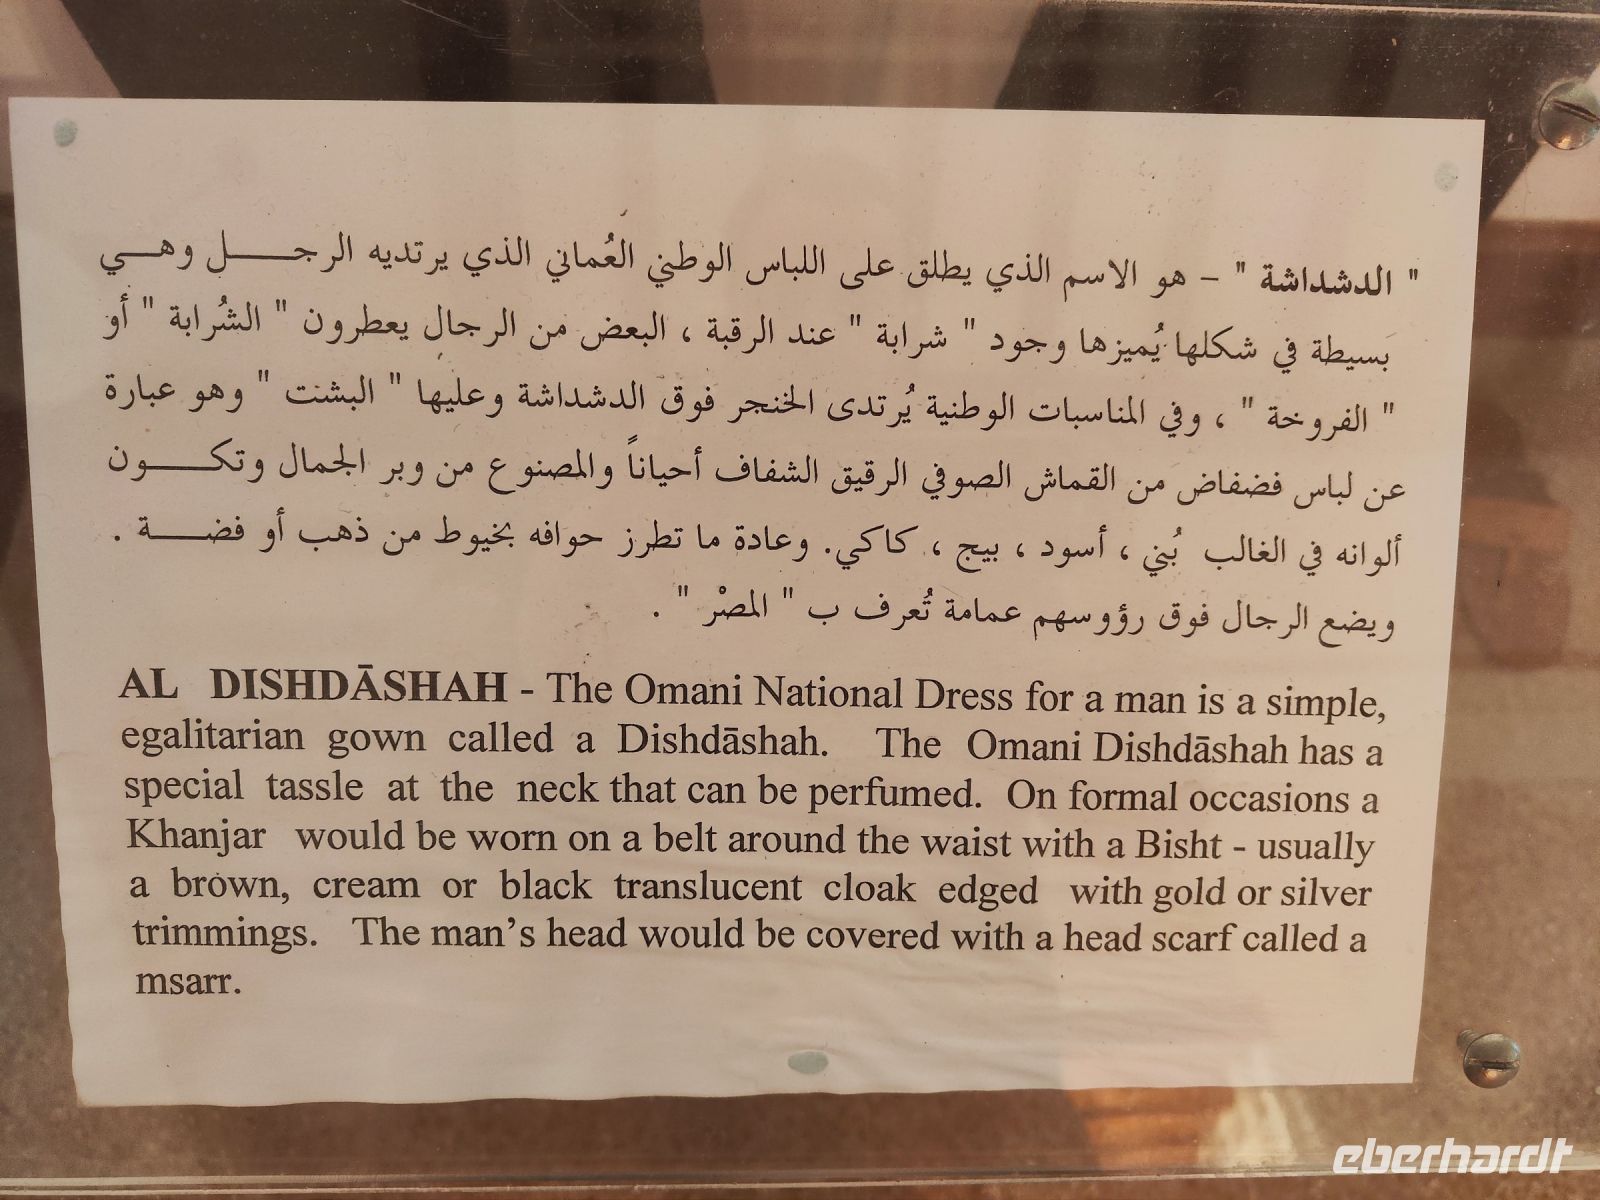 " الدشداشة " – هو الاسم الذي يطلق على اللباس الوطني العُماني الذي يرتديه الرجـــــل وهـــي
بسيطة في شكلها يُميزها وجود " شرابة " عند الرقبة ، البعض من الرجال يعطرون " الشُرابة " أو
" الفروخة " ، وفي المناسبات الوطنية يُرتدى الخنجر فوق الدشداشة وعليها " البشنت " وهو عبارة
عن لباس فضفاض من القماش الصوفي الرقيق الشفاف أحياناً والمصنوع من وبر الجمال وتكـــــون
ألوانه في الغالب بُني ، أسود ، بيج ، كاكي. وعادة ما تطرز حوافه بخيوط من ذهب أو فضـــــة .
ويضع الرجال فوق رؤوسهم عمامة تُعرف ب " المصْر " .
AL DISHDĀSHAH - The Omani National Dress for a man is a simple,
egalitarian gown called a Dishdāshah. The Omani Dishdāshah has a
special tassle at the neck that can be perfumed. On formal occasions a
Khanjar would be worn on a belt around the waist with a Bisht - usually
a brown, cream or black translucent cloak edged with gold or silver
trimmings. The man's head would be covered with a head scarf called a
msarr.
eberhardt